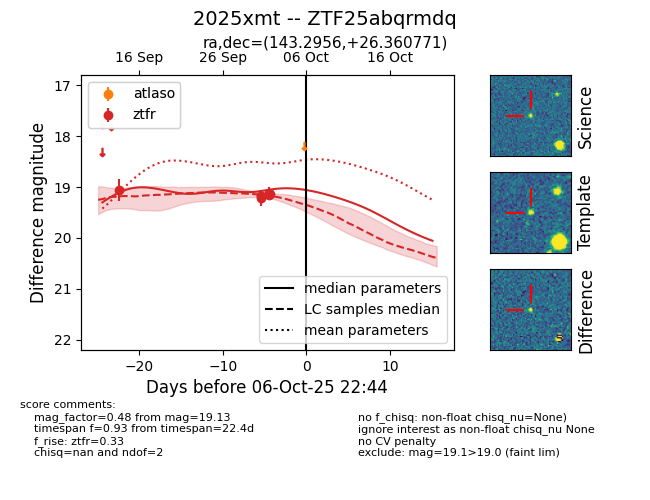 2025xmt -- ZTF25abqrmdq
ra,dec=(143.2956,+26.360771)
16 Sep
26 Sep
06 Oct
16 Oct
17
18
19
20
21
22
Difference magnitude
atlaso
ztfr
median parameters
LC samples median
mean parameters
−20
−10
0
10
Days before 06-Oct-25 22:44
Science
Template
Difference
score comments:
mag_factor=0.48 from mag=19.13
timespan f=0.93 from timespan=22.4d
f_rise: ztfr=0.33
chisq=nan and ndof=2
no f_chisq: non-float chisq_nu=None)
ignore interest as non-float chisq_nu None
no CV penalty
exclude: mag=19.1>19.0 (faint lim)